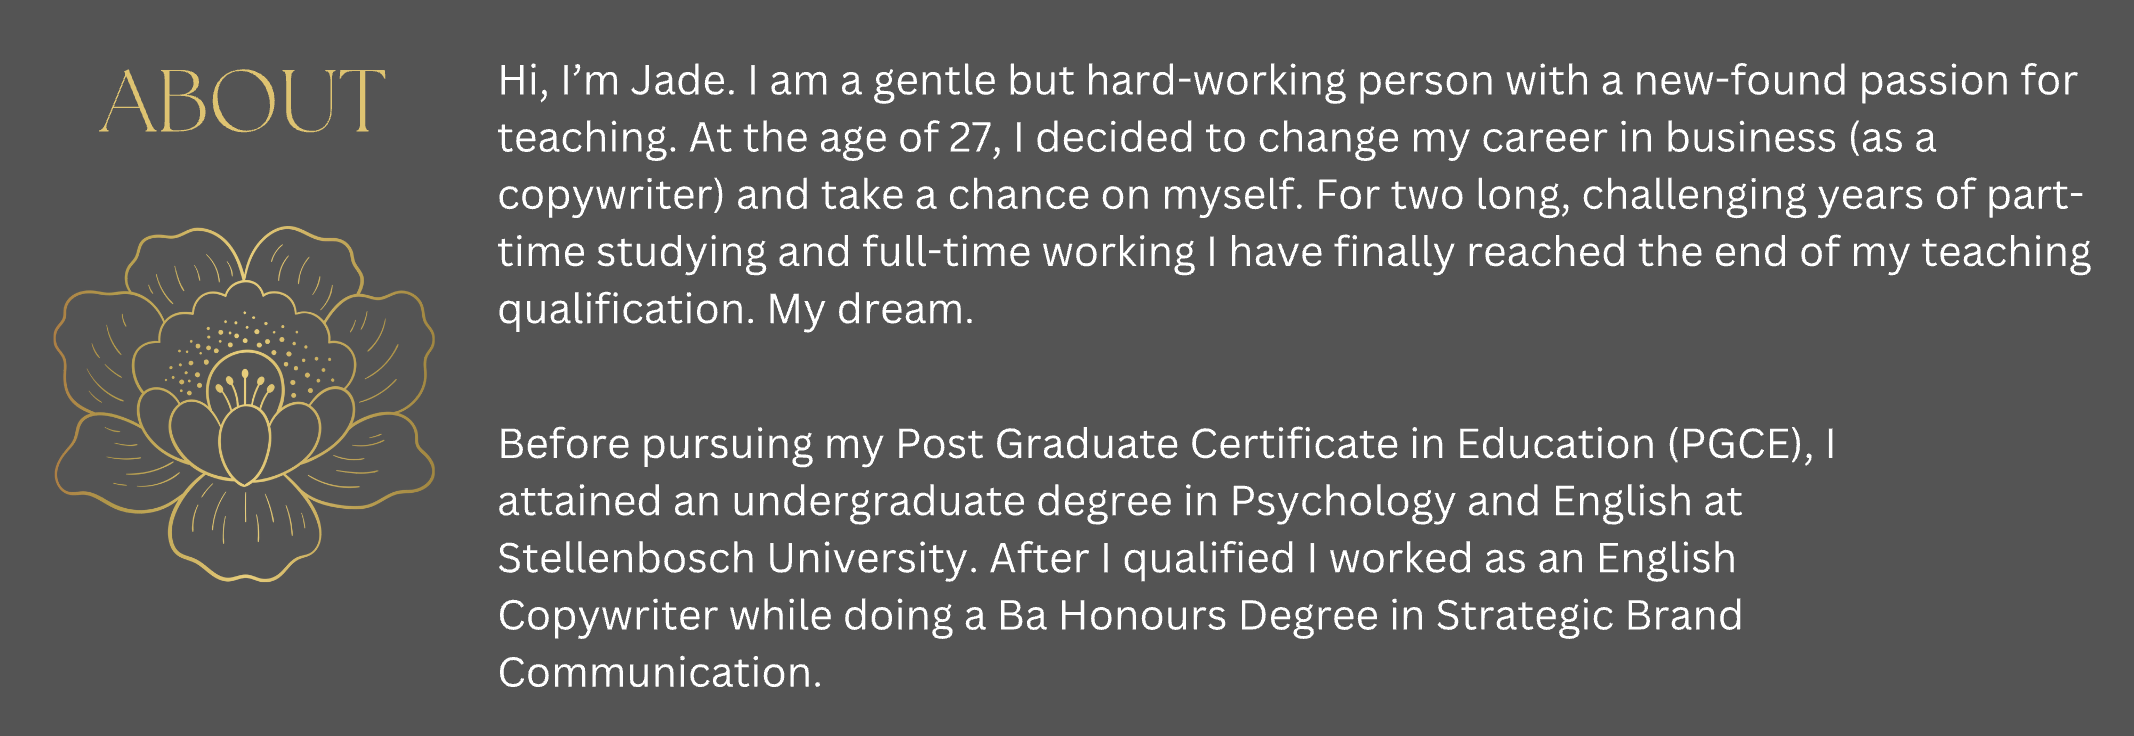 ABOUT
Hi, I’m Jade. I am a gentle but hard-working person with a new-found passion for
teaching. At the age of 27, I decided to change my career in business (as a
copywriter) and take a chance on myself. For two long, challenging years of part-
time studying and full-time working I have finally reached the end of my teaching
qualification. My dream.
Before pursuing my Post Graduate Certificate in Education (PGCE), I
attained an undergraduate degree in Psychology and English at
Stellenbosch University. After I qualified I worked as an English
Copywriter while doing a Ba Honours Degree in Strategic Brand
Communication.